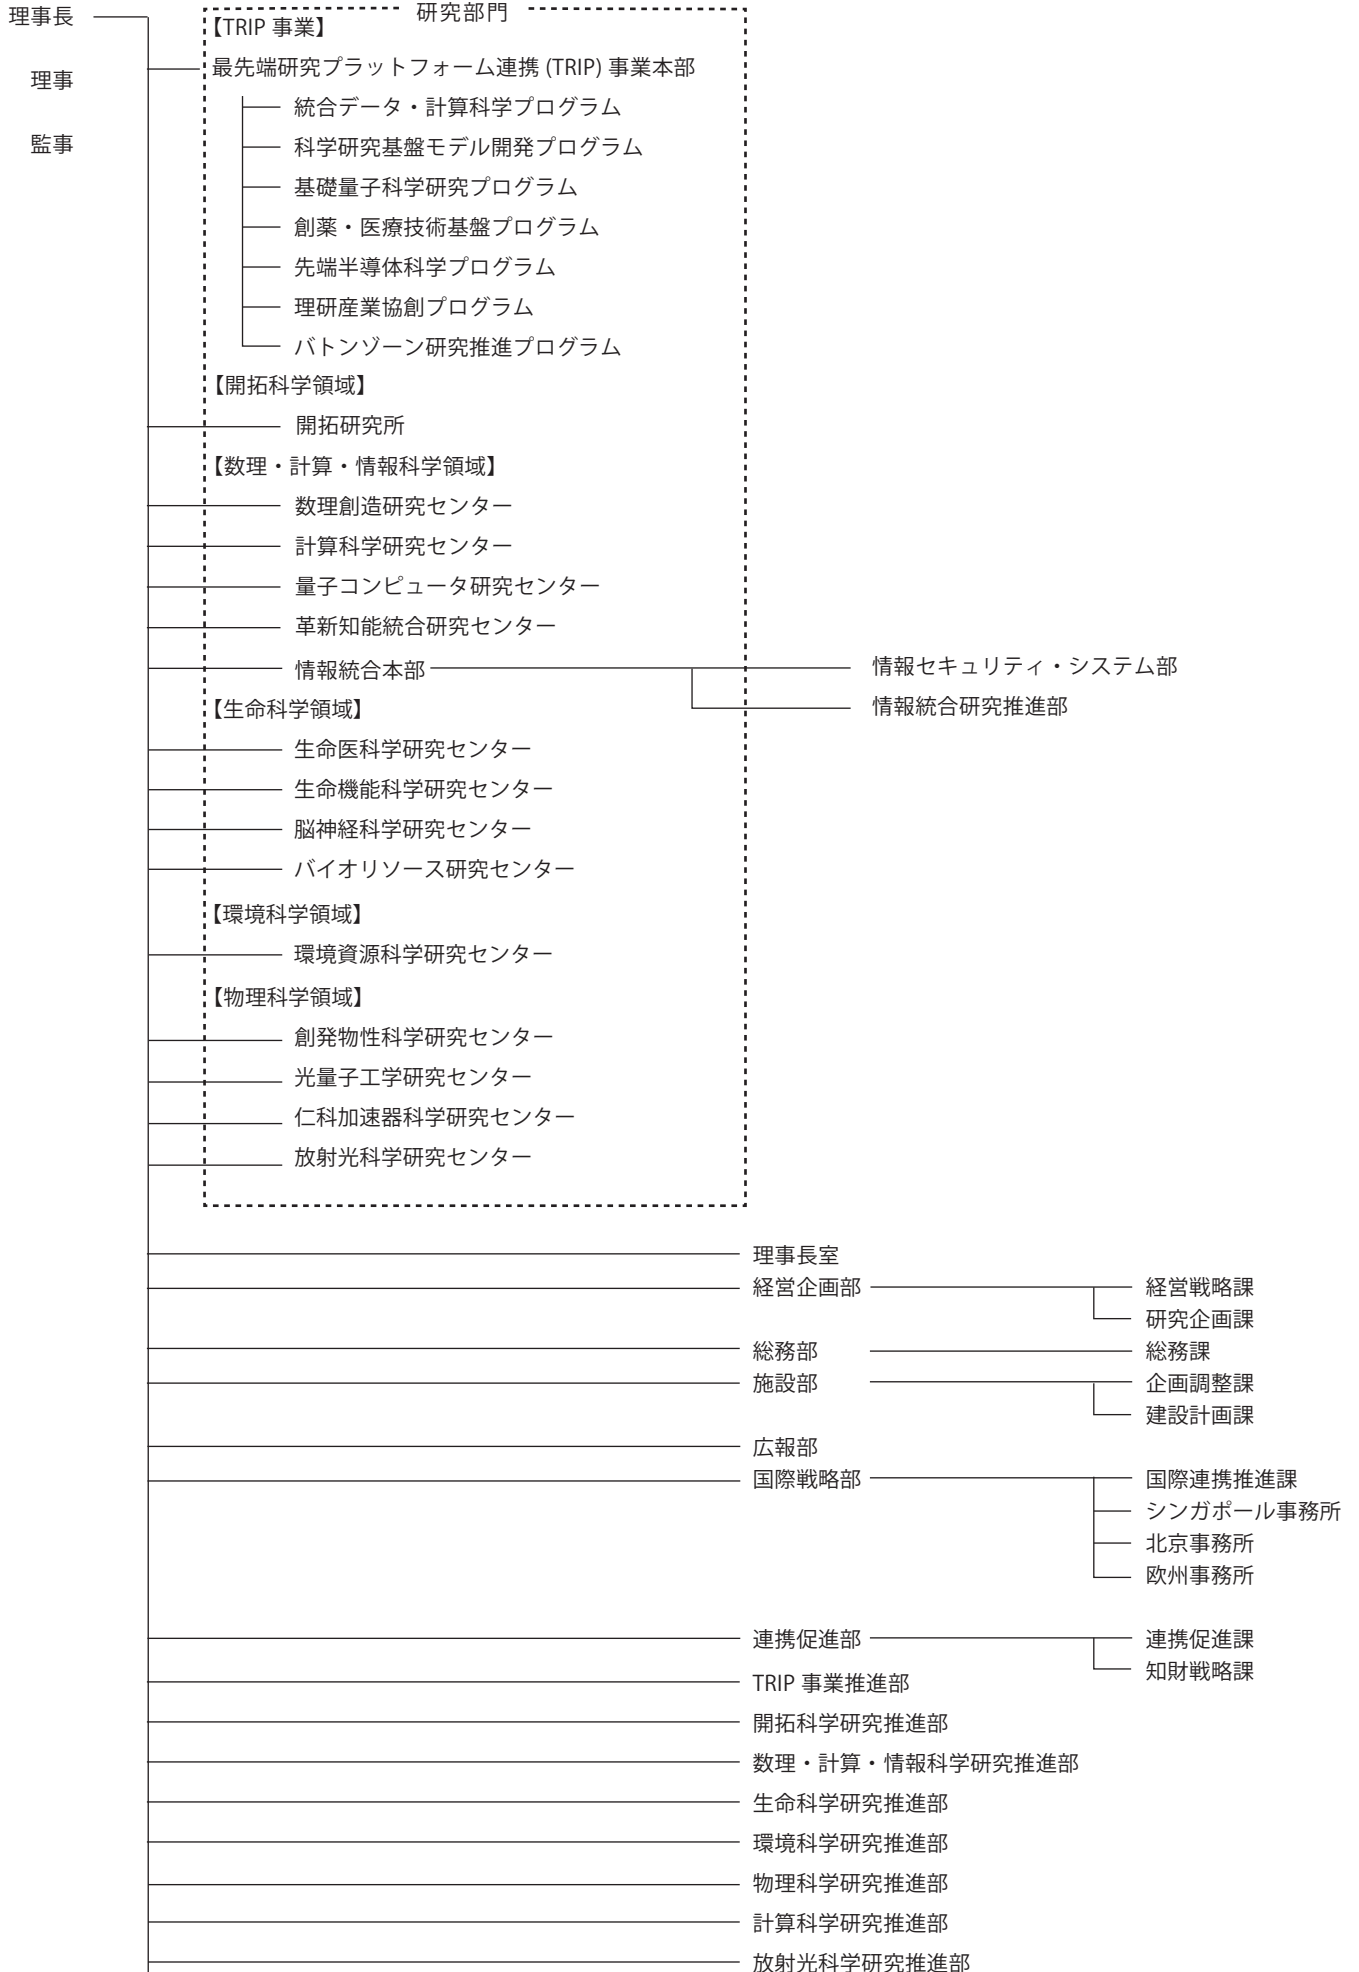 理事長
理事
監事
研究部門
【TRIP 事業】
最先端研究プラットフォーム連携 (TRIP) 事業本部
統合データ・計算科学プログラム
科学研究基盤モデル開発プログラム
基礎量子科学研究プログラム
創薬・医療技術基盤プログラム
先端半導体科学プログラム
理研産業協創プログラム
バトンゾーン研究推進プログラム
【開拓科学領域】
開拓研究所
【数理・計算・情報科学領域】
数理創造研究センター
計算科学研究センター
量子コンピュータ研究センター
革新知能統合研究センター
情報統合本部
情報セキュリティ・システム部
情報統合研究推進部
【生命科学領域】
生命医科学研究センター
生命機能科学研究センター
脳神経科学研究センター
バイオリソース研究センター
【環境科学領域】
環境資源科学研究センター
【物理科学領域】
創発物性科学研究センター
光量子工学研究センター
仁科加速器科学研究センター
放射光科学研究センター
理事長室
経営企画部
経営戦略課
研究企画課
総務部
総務課
施設部
企画調整課
建設計画課
広報部
国際戦略部
国際連携推進課
シンガポール事務所
北京事務所
欧州事務所
連携促進部
連携促進課
知財戦略課
TRIP 事業推進部
開拓科学研究推進部
数理・計算・情報科学研究推進部
生命科学研究推進部
環境科学研究推進部
物理科学研究推進部
計算科学研究推進部
放射光科学研究推進部